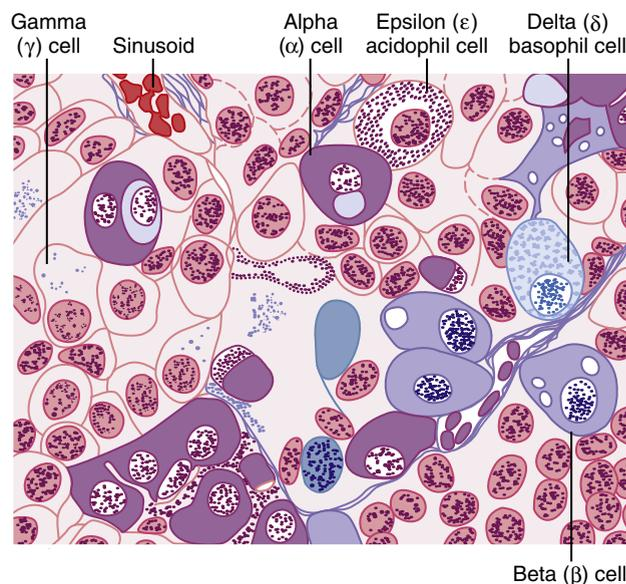 Gamma
(γ) cell
Sinusoid
Alpha
(α) cell
Epsilon (ε)
acidophil cell
Delta (δ)
basophil cell
Beta (β) cell